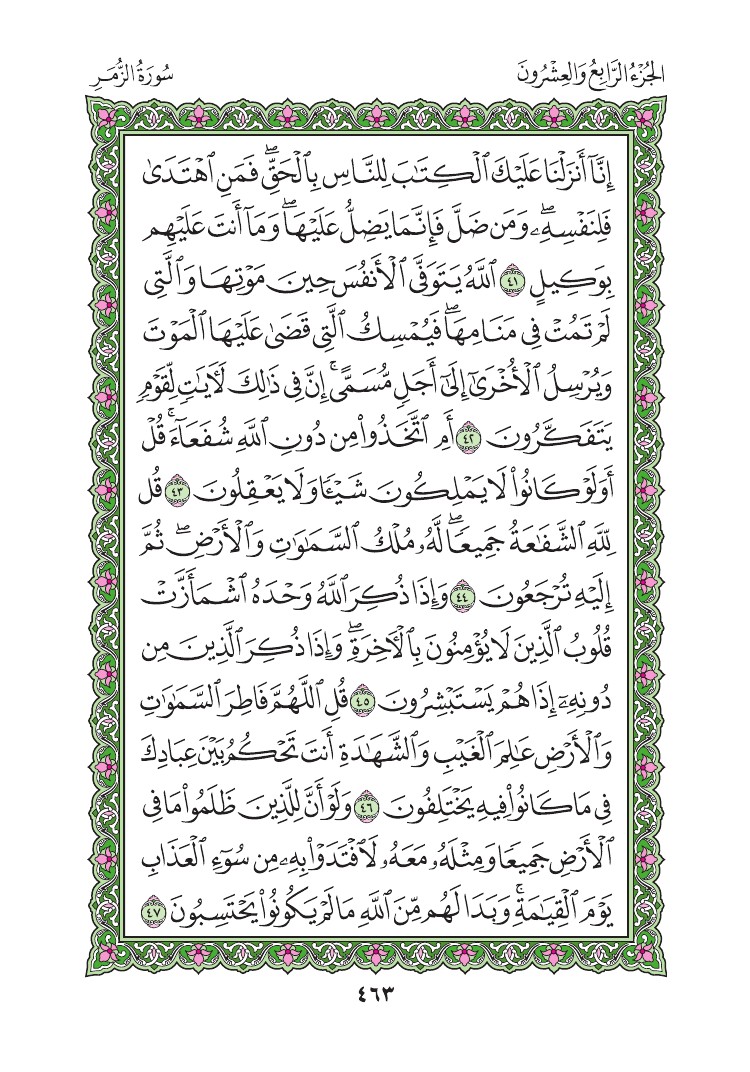 الجُزْءُ الرَّابِعُ وَالعِشْرُونَ
سُورَةُ الزُّمَرِ
إِنَّآ أَنزَلۡنَا عَلَيۡكَ ٱلۡكِتَٰبَ لِلنَّاسِ بِٱلۡحَقِّۖ فَمَنِ ٱهۡتَدَىٰ
فَلِنَفۡسِهِۦۖ وَمَن ضَلَّ فَإِنَّمَا يَضِلُّ عَلَيۡهَاۖ وَمَآ أَنتَ عَلَيۡهِم
بِوَكِيلٍ ٤١ ٱللَّهُ يَتَوَفَّى ٱلۡأَنفُسَ حِينَ مَوۡتِهَا وَٱلَّتِي
لَمۡ تَمُتۡ فِي مَنَامِهَاۖ فَيُمۡسِكُ ٱلَّتِي قَضَىٰ عَلَيۡهَا ٱلۡمَوۡتَ
وَيُرۡسِلُ ٱلۡأُخۡرَىٰٓ إِلَىٰٓ أَجَلٖ مُّسَمًّىۚ إِنَّ فِي ذَٰلِكَ لَأٓيَٰتٖ لِّقَوۡمٖ
يَتَفَكَّرُونَ ٤٢ أَمِ ٱتَّخَذُواْ مِن دُونِ ٱللَّهِ شُفَعَآءَۚ قُلۡ
أَوَلَوۡ كَانُواْ لَا يَمۡلِكُونَ شَيۡـٔٗا وَلَا يَعۡقِلُونَ ٤٣ قُل
لِّلَّهِ ٱلشَّفَٰعَةُ جَمِيعٗاۖ لَّهُۥ مُلۡكُ ٱلسَّمَٰوَٰتِ وَٱلۡأَرۡضِۖ ثُمَّ
إِلَيۡهِ تُرۡجَعُونَ ٤٤ وَإِذَا ذُكِرَ ٱللَّهُ وَحۡدَهُ ٱشۡمَأَزَّتۡ
قُلُوبُ ٱلَّذِينَ لَا يُؤۡمِنُونَ بِٱلۡأٓخِرَةِۖ وَإِذَا ذُكِرَ ٱلَّذِينَ مِن
دُونِهِۦٓ إِذَا هُمۡ يَسۡتَبۡشِرُونَ ٤٥ قُلِ ٱللَّهُمَّ فَاطِرَ ٱلسَّمَٰوَٰتِ
وَٱلۡأَرۡضِ عَٰلِمَ ٱلۡغَيۡبِ وَٱلشَّهَٰدَةِ أَنتَ تَحۡكُمُ بَيۡنَ عِبَادِكَ
فِي مَا كَانُواْ فِيهِ يَخۡتَلِفُونَ ٤٦ وَلَوۡ أَنَّ لِلَّذِينَ ظَلَمُواْ مَا فِي
ٱلۡأَرۡضِ جَمِيعٗا وَمِثۡلَهُۥ مَعَهُۥ لَٱفۡتَدَوۡاْ بِهِۦ مِن سُوٓءِ ٱلۡعَذَابِ
يَوۡمَ ٱلۡقِيَٰمَةِۚ وَبَدَا لَهُم مِّنَ ٱللَّهِ مَا لَمۡ يَكُونُواْ يَحۡتَسِبُونَ ٤٧
٤٦٣